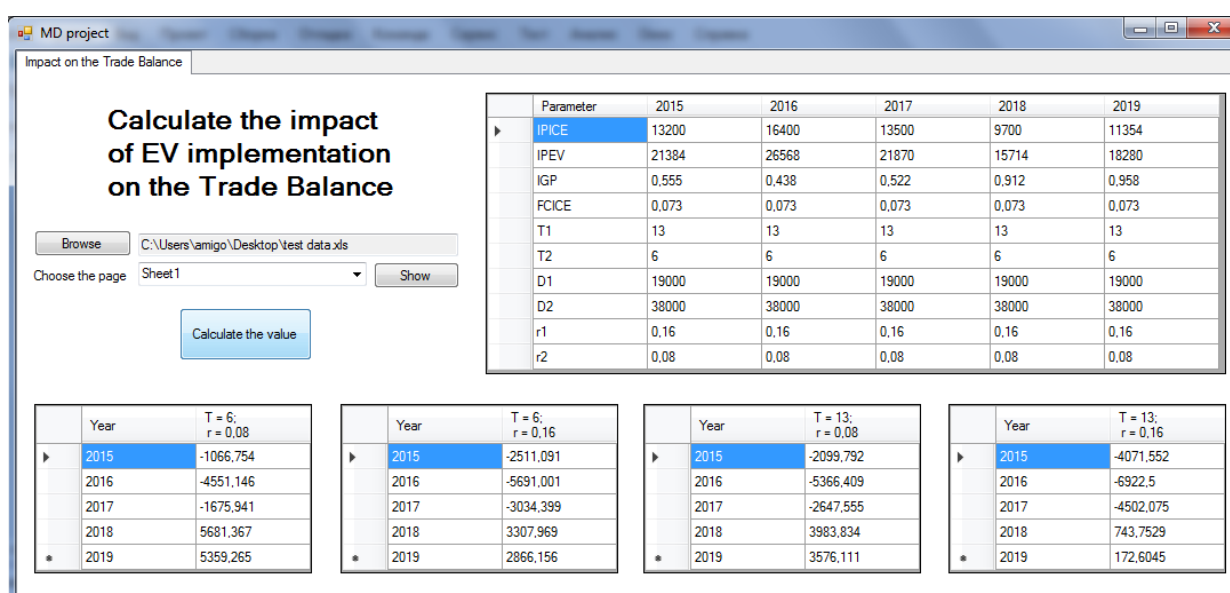 MD project
Impact on the Trade Balance
Calculate the impact
of EV implementation
on the Trade Balance
Browse C:\Users\amigo\Desktop\test data.xls
Choose the page Sheet1 Show
Calculate the value
Parameter 2015 2016 2017 2018 2019
IPICE 13200 16400 13500 9700 11354
IPEV 21384 26568 21870 15714 18280
IGP 0,555 0,438 0,522 0,912 0,958
FCICE 0,073 0,073 0,073 0,073 0,073
T1 13 13 13 13 13
T2 6 6 6 6 6
D1 19000 19000 19000 19000 19000
D2 38000 38000 38000 38000 38000
r1 0,16 0,16 0,16 0,16 0,16
r2 0,08 0,08 0,08 0,08 0,08
Year T = 6;
r = 0,08
2015 -1066,754
2016 -4551,146
2017 -1675,941
2018 5681,367
2019 5359,265
Year T = 6;
r = 0,16
2015 -2511,091
2016 -5691,001
2017 -3034,399
2018 3307,969
2019 2866,156
Year T = 13;
r = 0,08
2015 -2099,792
2016 -5366,409
2017 -2647,555
2018 3983,834
2019 3576,111
Year T = 13;
r = 0,16
2015 -4071,552
2016 -6922,5
2017 -4502,075
2018 743,7529
2019 172,6045